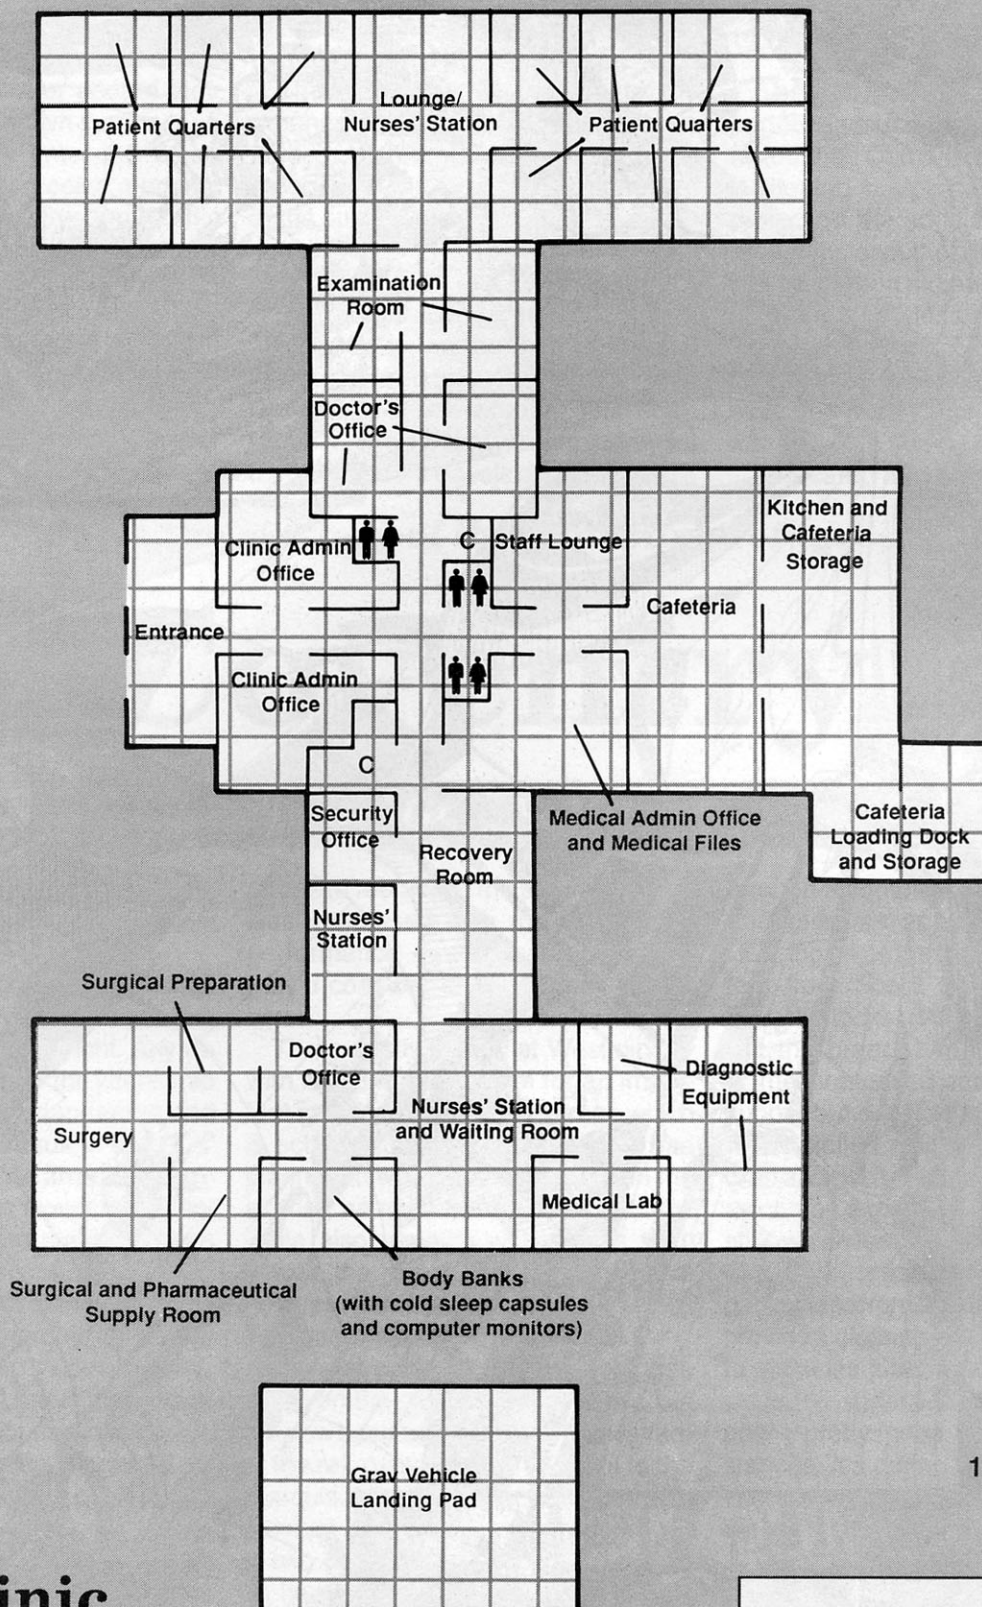 Lounge/
Nurses' Station
Patient Quarters
Patient Quarters
Examination
Room
Doctor's
Office
Kitchen and
Cafeteria
Storage
Clinic Admin
Office
C
Staff Lounge
Cafeteria
Entrance
Clinic Admin
Office
C
Security
Office
Medical Admin Office
and Medical Files
Cafeteria
Loading Dock
and Storage
Recovery
Room
Nurses'
Station
Surgical Preparation
Doctor's
Office
Diagnostic
Equipment
Nurses' Station
and Waiting Room
Surgery
Medical Lab
Surgical and Pharmaceutical
Supply Room
Body Banks
(with cold sleep capsules
and computer monitors)
1
Grav Vehicle
Landing Pad
inic